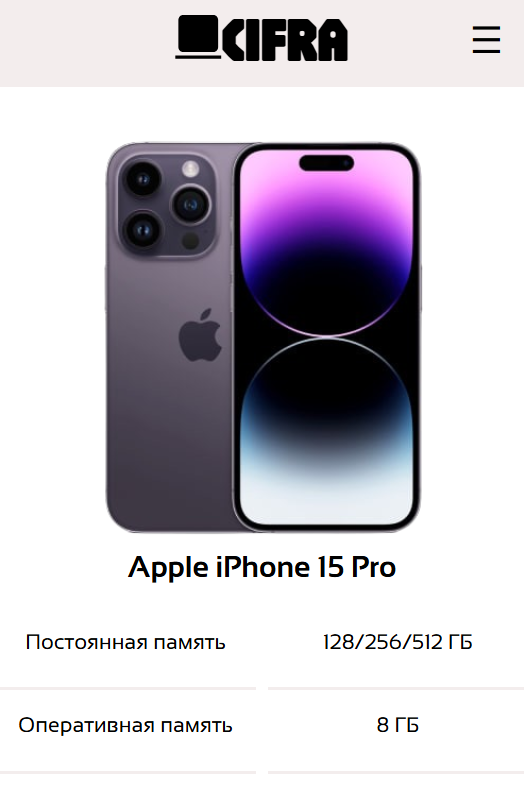 CIFRA
Apple iPhone 15 Pro
Постоянная память 128/256/512 ГБ
Оперативная память 8 ГБ